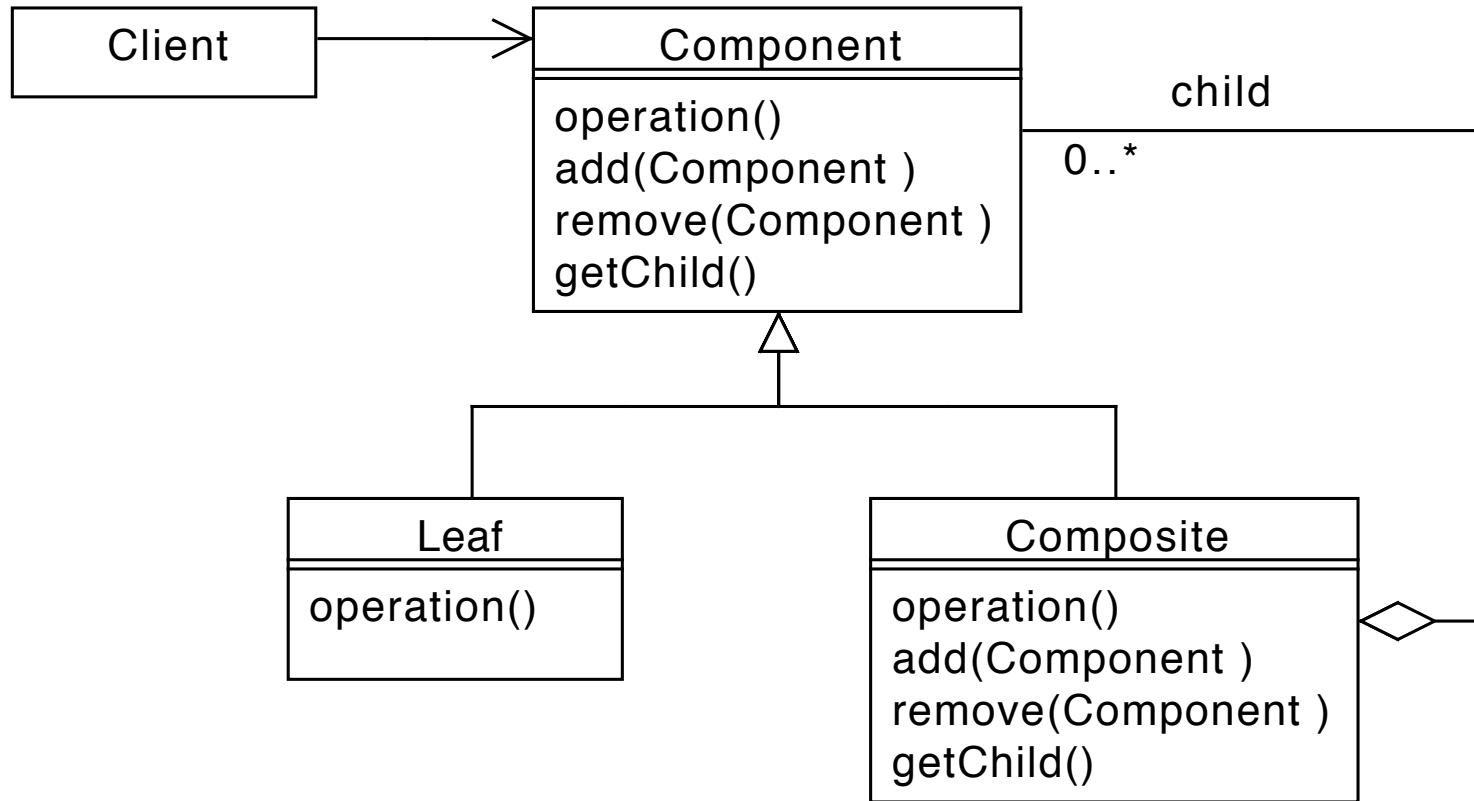 Client
Component
operation()
add(Component )
remove(Component )
getChild()
child
0..*
Leaf
operation()
Composite
operation()
add(Component )
remove(Component )
getChild()